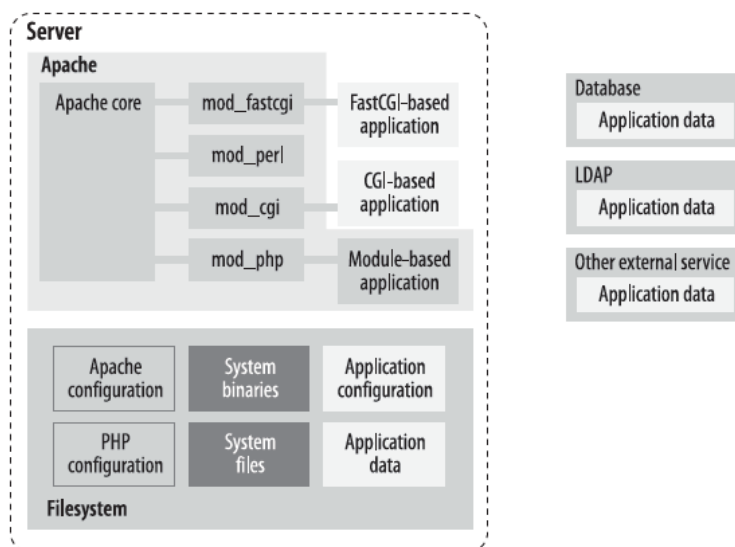 Server
Apache
Apache core
mod_fastcgi
FastCGI-based
application
mod_perl
mod_cgi
CGI-based
application
mod_php
Module-based
application
Apache
configuration
System
binaries
Application
configuration
PHP
configuration
System
files
Application
data
Filesystem
Database
Application data
LDAP
Application data
Other external service
Application data